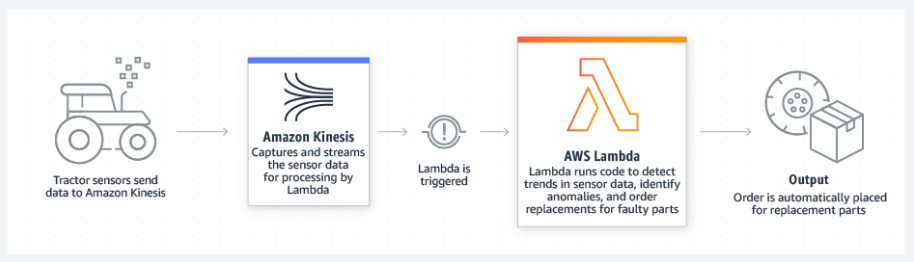 Tractor sensors send
data to Amazon Kinesis
Amazon Kinesis
Captures and streams
the sensor data
for processing by
Lambda
Lambda is
triggered
AWS Lambda
Lambda runs code to detect
trends in sensor data, identify
anomalies, and order
replacements for faulty parts
Output
Order is automatically placed
for replacement parts